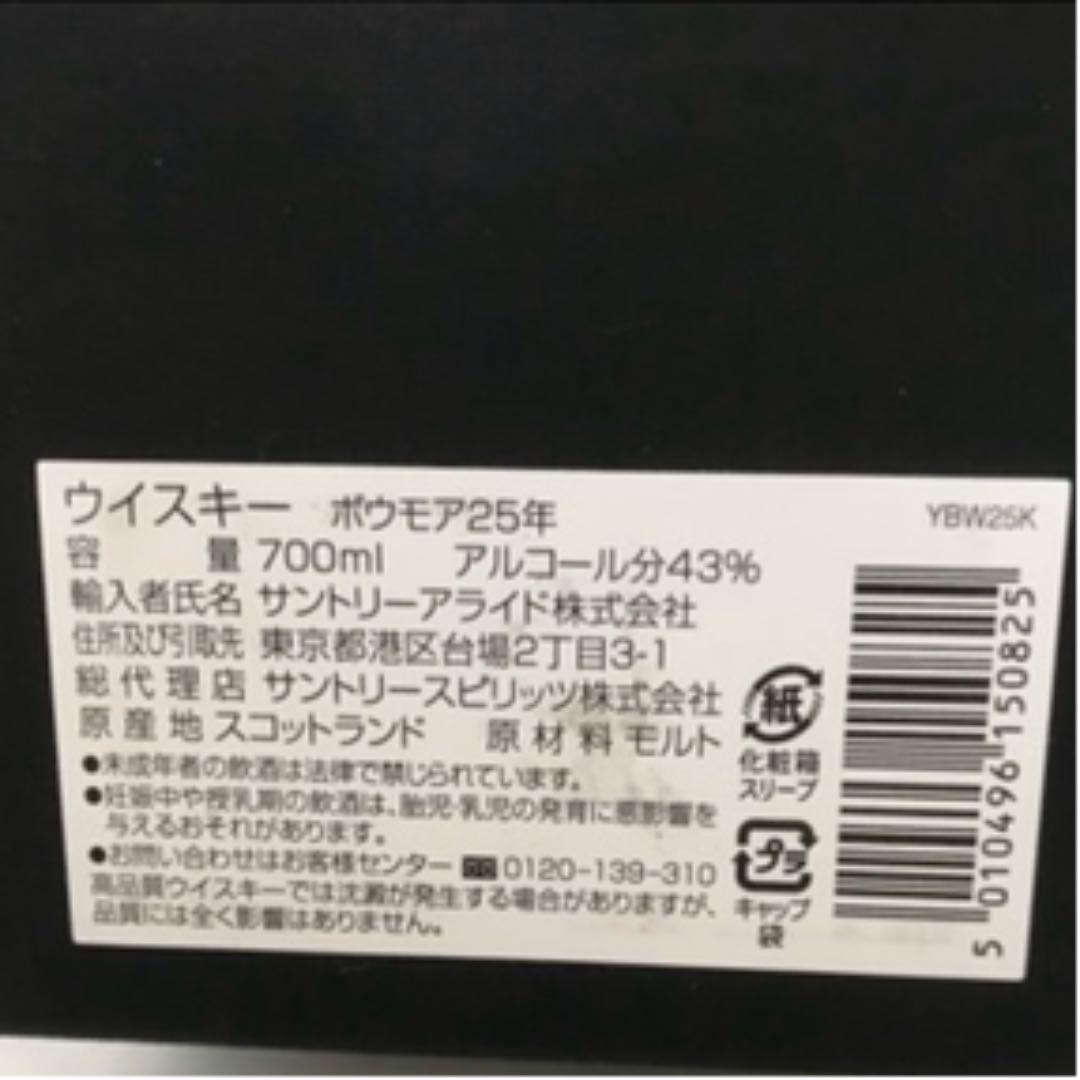 ウイスキー ボウモア25年
YBW25K
容量 700ml アルコール分43%
輸入者氏名 サントリーアライド株式会社
住所及び引取先 東京都港区台場2丁目3-1
総代理店 サントリースピリッツ株式会社
原産地 スコットランド 原材料 モルト
●未成年者の飲酒は法律で禁じられています。
●妊娠中や授乳期の飲酒は、胎児・乳児の発育に悪影響を
与えるおそれがあります。
●お問い合わせはお客様センター 0120-139-310
高品質ウイスキーでは沈澱が発生する場合がありますが、
品質には全く影響はありません。
紙
化粧箱
スリーブ
プラ
キャップ
袋
5 010496 150825